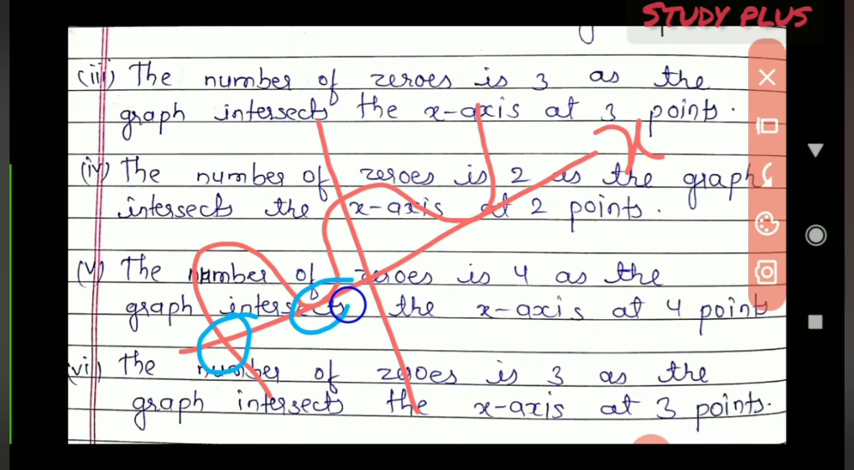 STUDY PLUS
(iii) The number of zeroes is 3 as the
graph intersects the x-axis at 3 points.
(iv) The number of zeroes is 2 as the graph
intersects the x-axis at 2 points.
(v) The number of zeroes is 4 as the
graph intersects the x-axis at 4 points
(vi) The number of zeroes is 3 as the
graph intersects the x-axis at 3 points.
x